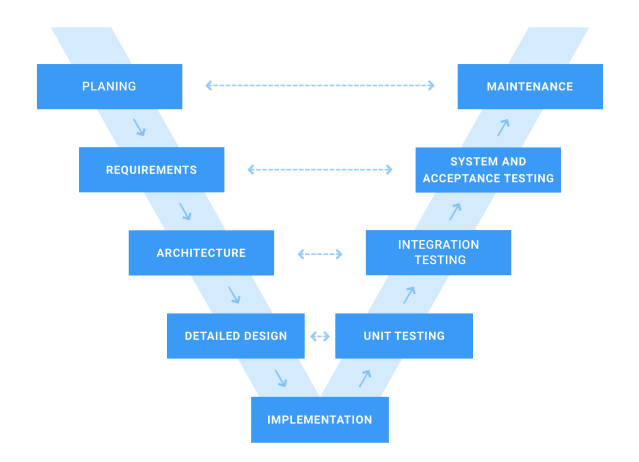 PLANING
MAINTENANCE
REQUIREMENTS
SYSTEM AND
ACCEPTANCE TESTING
ARCHITECTURE
INTEGRATION
TESTING
DETAILED DESIGN
UNIT TESTING
IMPLEMENTATION